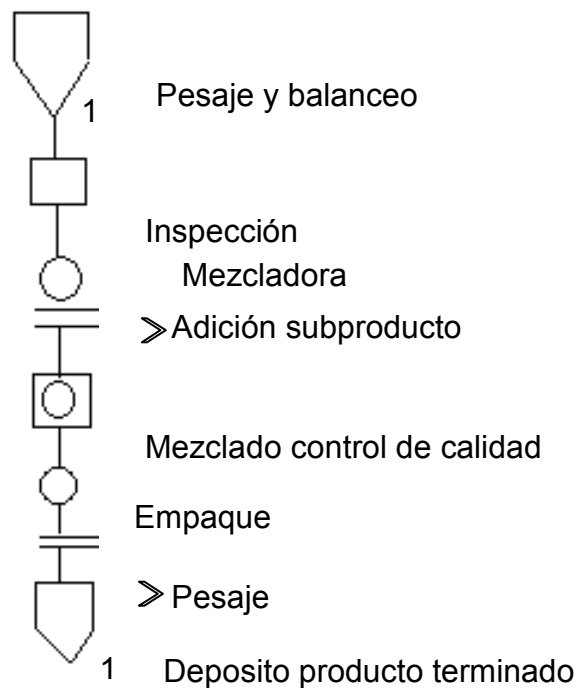 1
Pesaje y balanceo
Inspección
Mezcladora
Adición subproducto
Mezclado control de calidad
Empaque
Pesaje
1
Deposito producto terminado